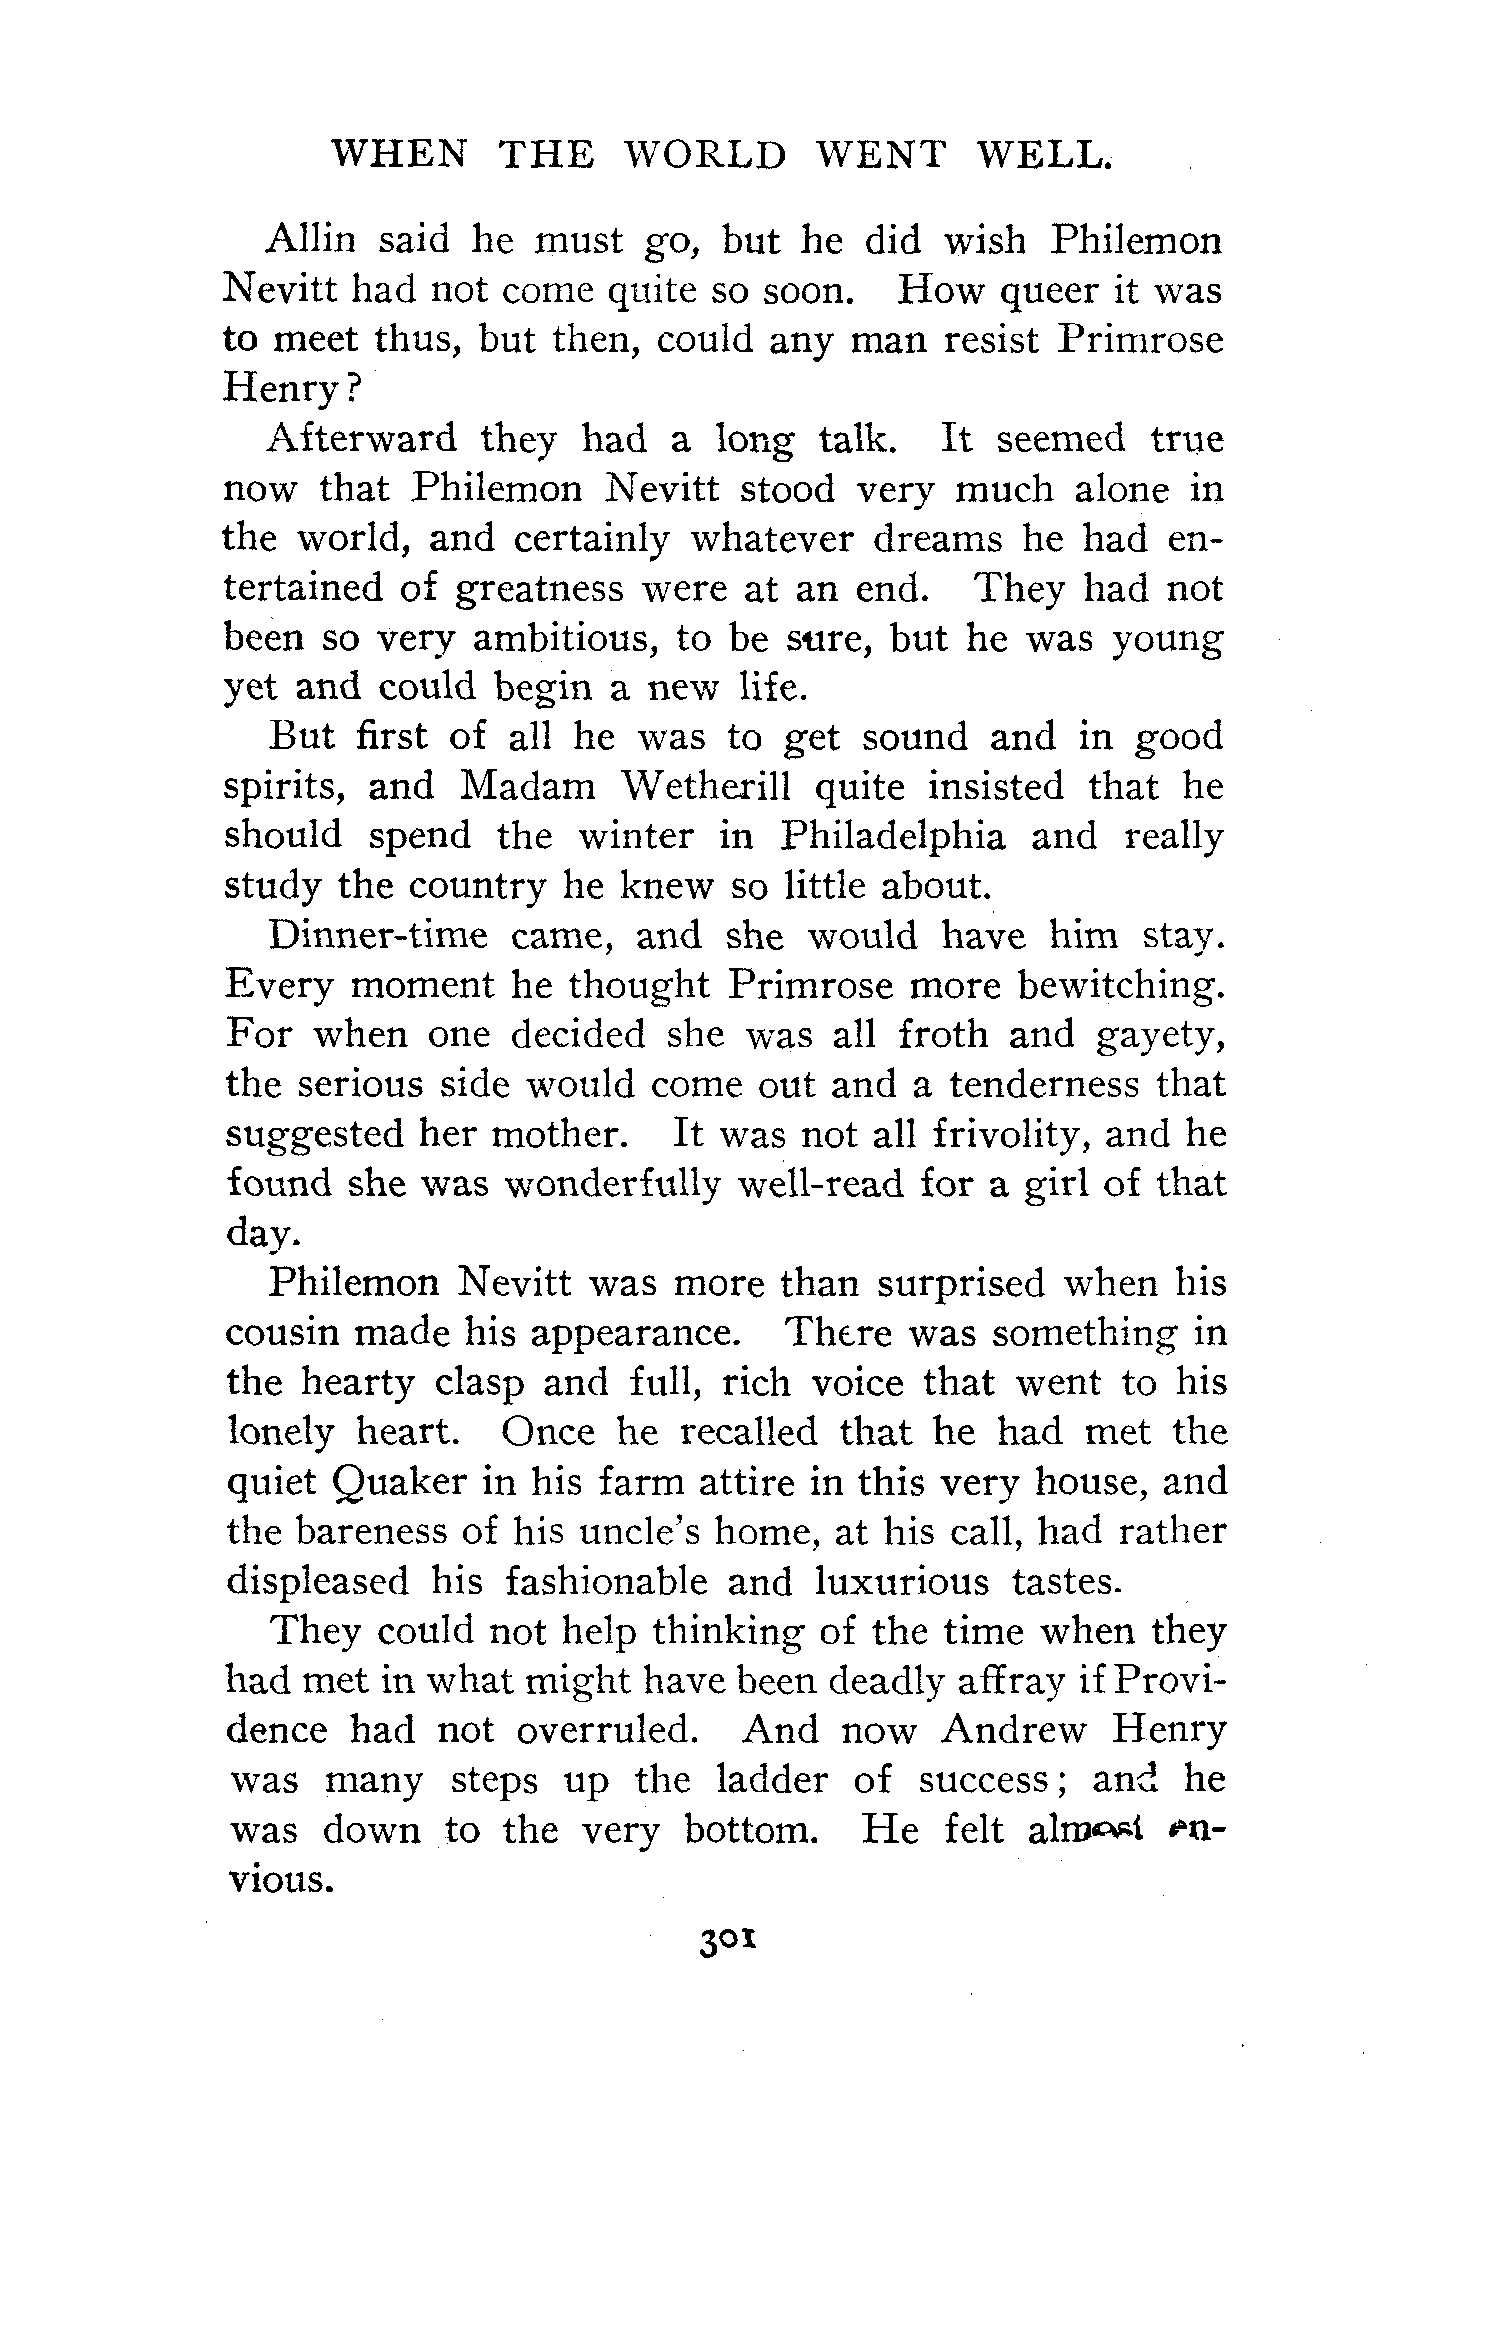 WHEN THE WORLD WENT WELL.
Allin said he must go, but he did wish Philemon
Nevitt had not come quite so soon. How queer it was
to meet thus, but then, could any man resist Primrose
Henry?
Afterward they had a long talk. It seemed true
now that Philemon Nevitt stood very much alone in
the world, and certainly whatever dreams he had en-
tertained of greatness were at an end. They had not
been so very ambitious, to be sure, but he was young
yet and could begin a new life.
But first of all he was to get sound and in good
spirits, and Madam Wetherill quite insisted that he
should spend the winter in Philadelphia and really
study the country he knew so little about.
Dinner-time came, and she would have him stay.
Every moment he thought Primrose more bewitching.
For when one decided she was all froth and gayety,
the serious side would come out and a tenderness that
suggested her mother. It was not all frivolity, and he
found she was wonderfully well-read for a girl of that
day.
Philemon Nevitt was more than surprised when his
cousin made his appearance. There was something in
the hearty clasp and full, rich voice that went to his
lonely heart. Once he recalled that he had met the
quiet Quaker in his farm attire in this very house, and
the bareness of his uncle's home, at his call, had rather
displeased his fashionable and luxurious tastes.
They could not help thinking of the time when they
had met in what might have been deadly affray if Provi-
dence had not overruled. And now Andrew Henry
was many steps up the ladder of success; and he
was down to the very bottom. He felt almost en-
vious.
301